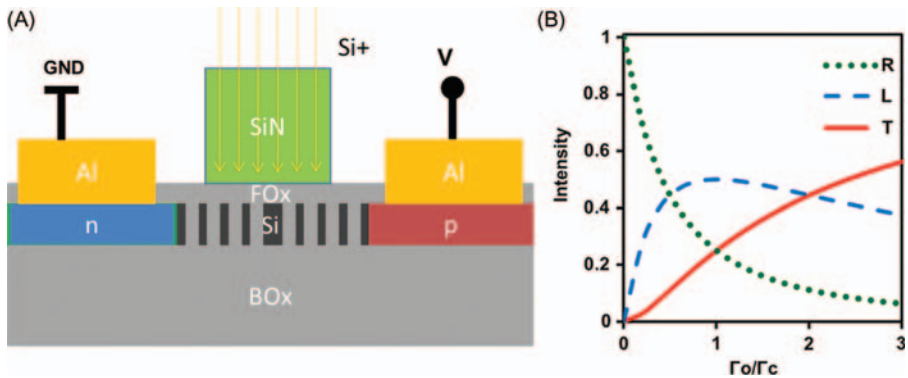 (A)
Si+
GND
V
SiN
Al
Al
FOx
n
Si
p
BOx
(B)
1
0.8
0.6
0.4
0.2
0
Intensity
R
L
T
0
1
2
3
Γo/Γc